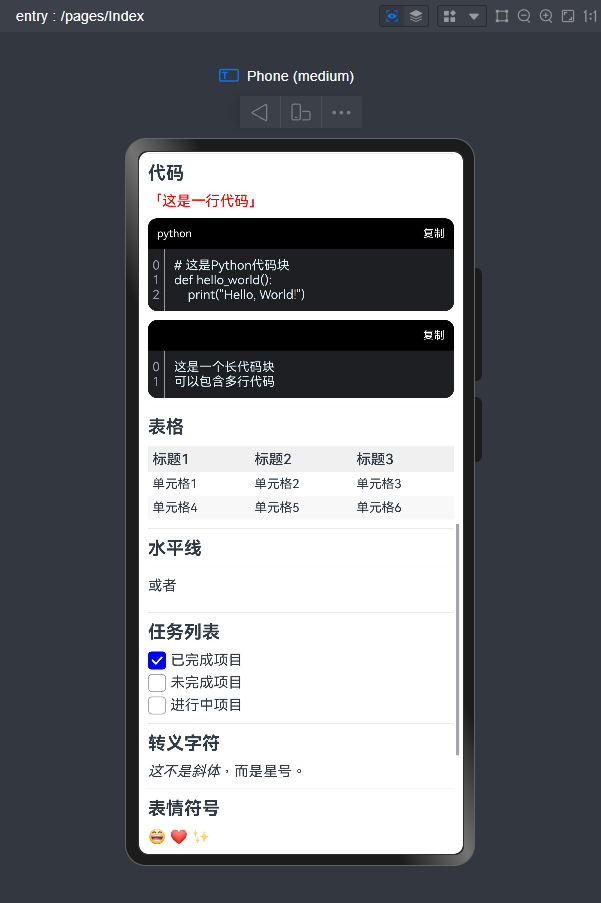 entry : /pages/Index
1:1
Phone (medium)
代码
「这是一行代码」
python 复制
0 # 这是Python代码块
1 def hello_world():
2 print("Hello, World!")
复制
0 这是一个长代码块
1 可以包含多行代码
表格
标题1 标题2 标题3
单元格1 单元格2 单元格3
单元格4 单元格5 单元格6
水平线
或者
任务列表
已完成项目
未完成项目
进行中项目
转义字符
这不是斜体，而是星号。
表情符号
😄 ❤️ ✨